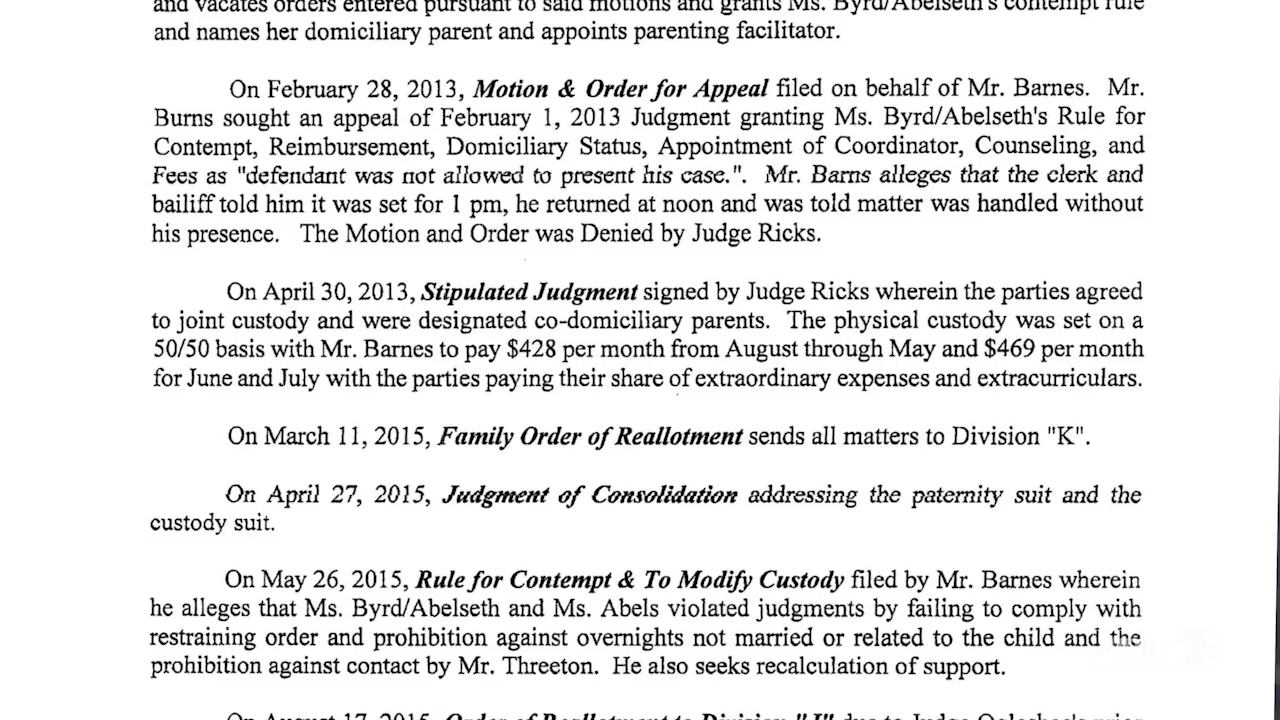 and vacates orders entered pursuant to said motions and grants Ms. Byrd/Abelseth's contempt rule
and names her domiciliary parent and appoints parenting facilitator.
On February 28, 2013, Motion & Order for Appeal filed on behalf of Mr. Barnes. Mr.
Burns sought an appeal of February 1, 2013 Judgment granting Ms. Byrd/Abelseth's Rule for
Contempt, Reimbursement, Domiciliary Status, Appointment of Coordinator, Counseling, and
Fees as "defendant was not allowed to present his case.". Mr. Barns alleges that the clerk and
bailiff told him it was set for 1 pm, he returned at noon and was told matter was handled without
his presence. The Motion and Order was Denied by Judge Ricks.
On April 30, 2013, Stipulated Judgment signed by Judge Ricks wherein the parties agreed
to joint custody and were designated co-domiciliary parents. The physical custody was set on a
50/50 basis with Mr. Barnes to pay $428 per month from August through May and $469 per month
for June and July with the parties paying their share of extraordinary expenses and extracurriculars.
On March 11, 2015, Family Order of Reallotment sends all matters to Division "K".
On April 27, 2015, Judgment of Consolidation addressing the paternity suit and the
custody suit.
On May 26, 2015, Rule for Contempt & To Modify Custody filed by Mr. Barnes wherein
he alleges that Ms. Byrd/Abelseth and Ms. Abels violated judgments by failing to comply with
restraining order and prohibition against overnights not married or related to the child and the
prohibition against contact by Mr. Threeton. He also seeks recalculation of support.
On August 17, 2015, Order of Reallotment to Division "J" due to Judge prior